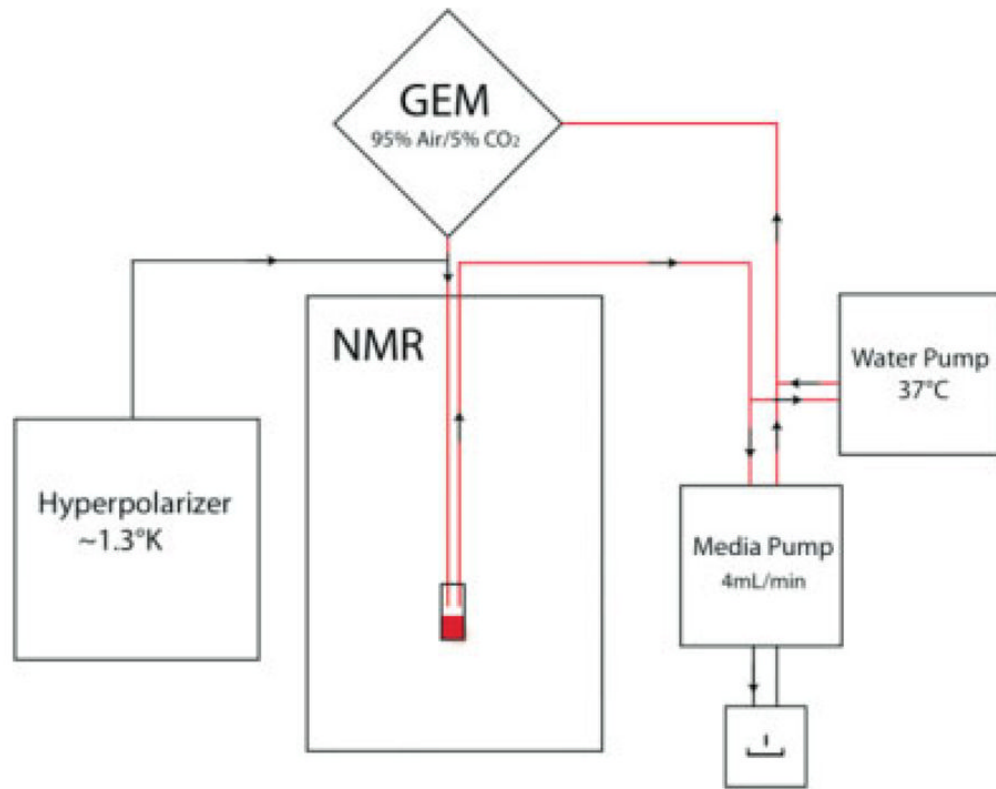 GEM
95% Air/5% CO₂
NMR
Water Pump
37°C
Hyperpolarizer
~1.3°K
Media Pump
4mL/min